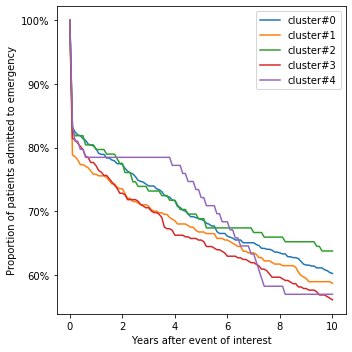 100%
cluster#0
cluster#1
cluster#2
cluster#3
cluster#4
90%
80%
70%
60%
Proportion of patients admitted to emergency
0
2
4
6
8
10
Years after event of interest